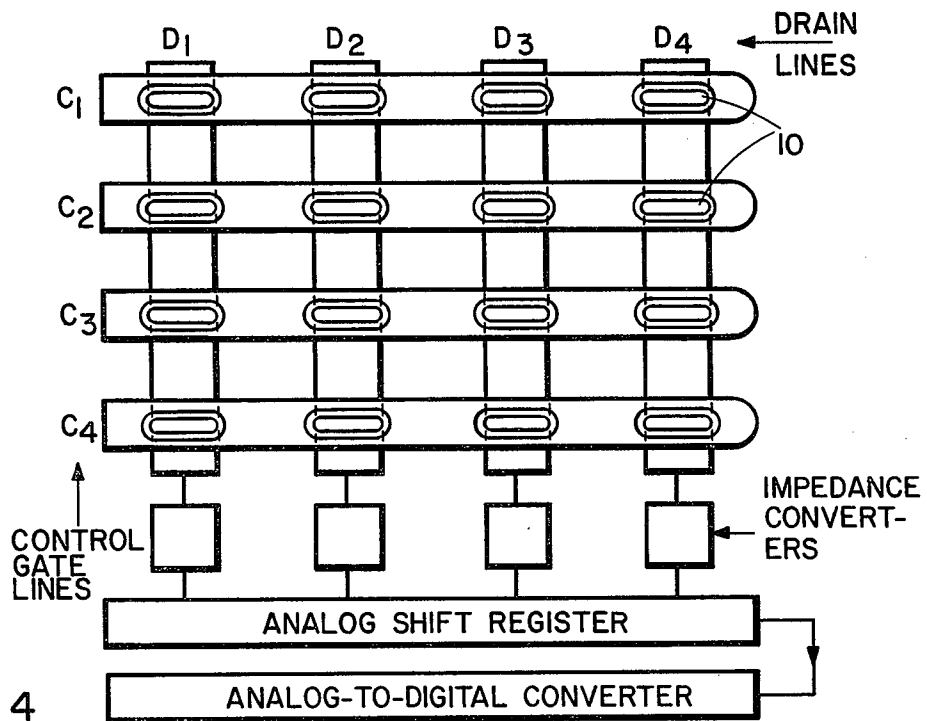 D1 D2 D3 D4
DRAIN
LINES
C1
10
C2
C3
C4
CONTROL
GATE
LINES
IMPEDANCE
CONVERT-
ERS
ANALOG SHIFT REGISTER
ANALOG-TO-DIGITAL CONVERTER
4